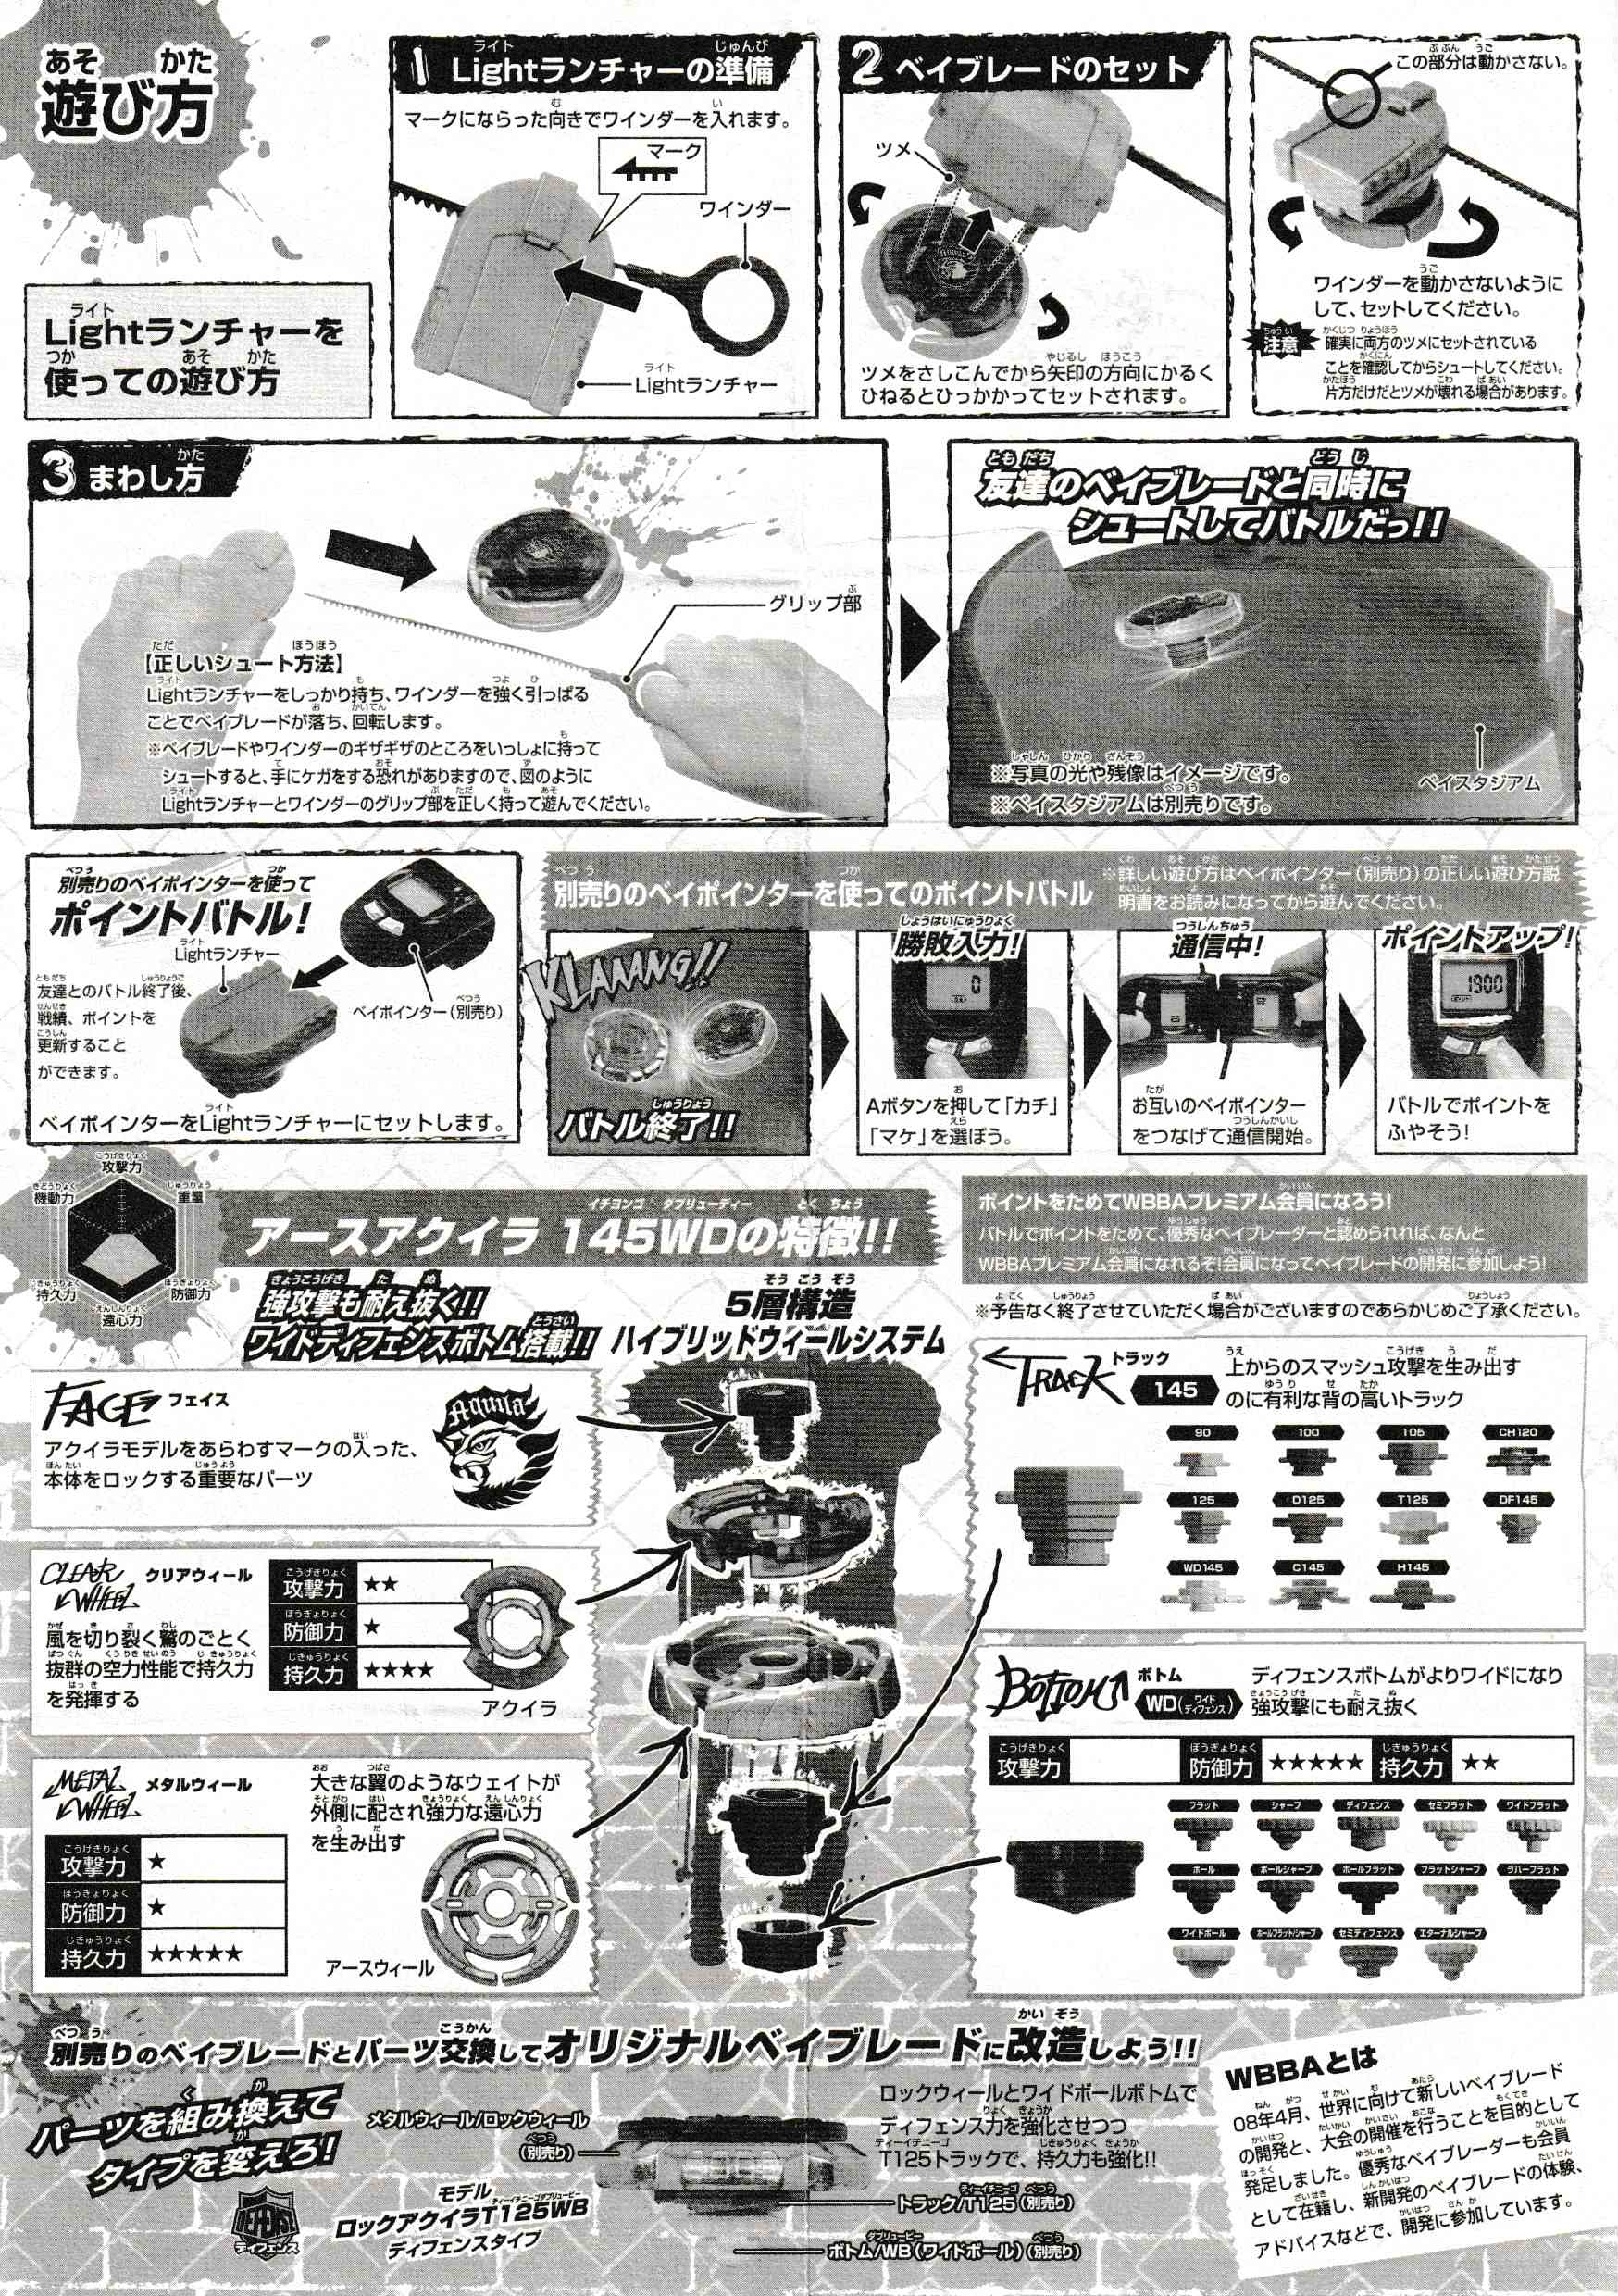 遊び方
Lightランチャーを
使っての遊び方
1 Lightランチャーの準備
マークにならった向きでワインダーを入れます。
マーク
ワインダー
Lightランチャー
2 ベイブレードのセット
ツメ
ツメをさしこんでから矢印の方向にかるく
ひねるとひっかかってセットされます。
この部分は動かさない。
ワインダーを動かさないように
して、セットしてください。
注意
確実に両方のツメにセットされている
ことを確認してからシュートしてください。
片方だけだとツメが壊れる場合があります。
3 まわし方
グリップ部
【正しいシュート方法】
Lightランチャーをしっかり持ち、ワインダーを強く引っぱる
ことでベイブレードが落ち、回転します。
※ベイブレードやワインダーのギザギザのところをいっしょに持って
シュートすると、手にケガをする恐れがありますので、図のように
Lightランチャーとワインダーのグリップ部を正しく持って遊んでください。
友達のベイブレードと同時に
シュートしてバトルだっ!!
※写真の光や残像はイメージです。
※ベイスタジアムは別売りです。
ベイスタジアム
別売りのベイポインターを使って
ポイントバトル!
Lightランチャー
友達とのバトル終了後、
戦績、ポイントを
更新すること
ができます。
ベイポインター(別売り)
ベイポインターをLightランチャーにセットします。
別売りのベイポインターを使ってのポイントバトル
※詳しい遊び方はベイポインター(別売り)の正しい遊び方説
明書をお読みになってから遊んでください。
KLAAANG!!
バトル終了!!
勝敗入力!
0
Aボタンを押して「カチ」
「マケ」を選ぼう。
通信中!
お互いのベイポインター
をつなげて通信開始。
ポイントアップ!
1900
バトルでポイントを
ふやそう!
攻撃力
機動力
重量
持久力
防御力
遠心力
アースアクイラ 145WDの特徴!!
強攻撃も耐え抜く!!
ワイドディフェンスボトム搭載!!
5層構造
ハイブリッドウィールシステム
ポイントをためてWBBAプレミアム会員になろう!
バトルでポイントをためて、優秀なベイブレーダーと認められれば、なんと
WBBAプレミアム会員になれるぞ!会員になってベイブレードの開発に参加しよう!
※予告なく終了させていただく場合がございますのであらかじめご了承ください。
FACE フェイス
アクイラモデルをあらわすマークの入った、
本体をロックする重要なパーツ
Aquila
CLEAR WHEEL クリアウィール
風を切り裂く鷲のごとく
抜群の空力性能で持久力
を発揮する
攻撃力 ★★
防御力 ★
持久力 ★★★★
アクイラ
METAL WHEEL メタルウィール
大きな翼のようなウェイトが
外側に配され強力な遠心力
を生み出す
攻撃力 ★
防御力 ★
持久力 ★★★★★
アースウィール
TRACK トラック
145
上からのスマッシュ攻撃を生み出す
のに有利な背の高いトラック
90 100 105 CH120
125 D125 T125 DF145
WD145 C145 H145
BOTTOM ボトム
WD(ワイドディフェンス)
ディフェンスボトムがよりワイドになり
強攻撃にも耐え抜く
攻撃力 防御力 ★★★★★ 持久力 ★★
フラット シャープ ディフェンス セミフラット ワイドフラット
ボール ボールシャープ ホールフラット フラットシャープ ラバーフラット
ワイドボール ホールフラット/シャープ セミディフェンス エターナルシャープ
別売りのベイブレードとパーツ交換してオリジナルベイブレードに改造しよう!!
パーツを組み換えて
タイプを変えろ!
DEFENSE
ディフェンス
モデル
ロックアクイラT125WB
ディフェンスタイプ
メタルウィール/ロックウィール
(別売り)
ロックウィールとワイドボールボトムで
ディフェンス力を強化させつつ
T125トラックで、持久力も強化!!
トラック/T125(別売り)
ボトム/WB(ワイドボール)(別売り)
WBBAとは
08年4月、世界に向けて新しいベイブレード
の開発と、大会の開催を行うことを目的として
発足しました。優秀なベイブレーダーも会員
として在籍し、新開発のベイブレードの体験、
アドバイスなどで、開発に参加しています。